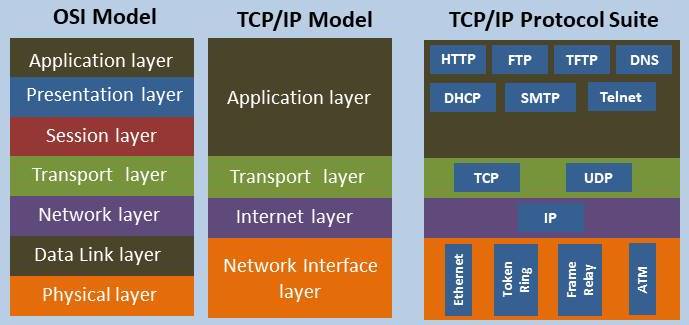 OSI Model
Application layer
Presentation layer
Session layer
Transport layer
Network layer
Data Link layer
Physical layer
TCP/IP Model
Application layer
Transport layer
Internet layer
Network Interface
layer
TCP/IP Protocol Suite
HTTP FTP TFTP DNS
DHCP SMTP Telnet
TCP UDP
IP
Ethernet
Token
Ring
Frame
Relay
ATM